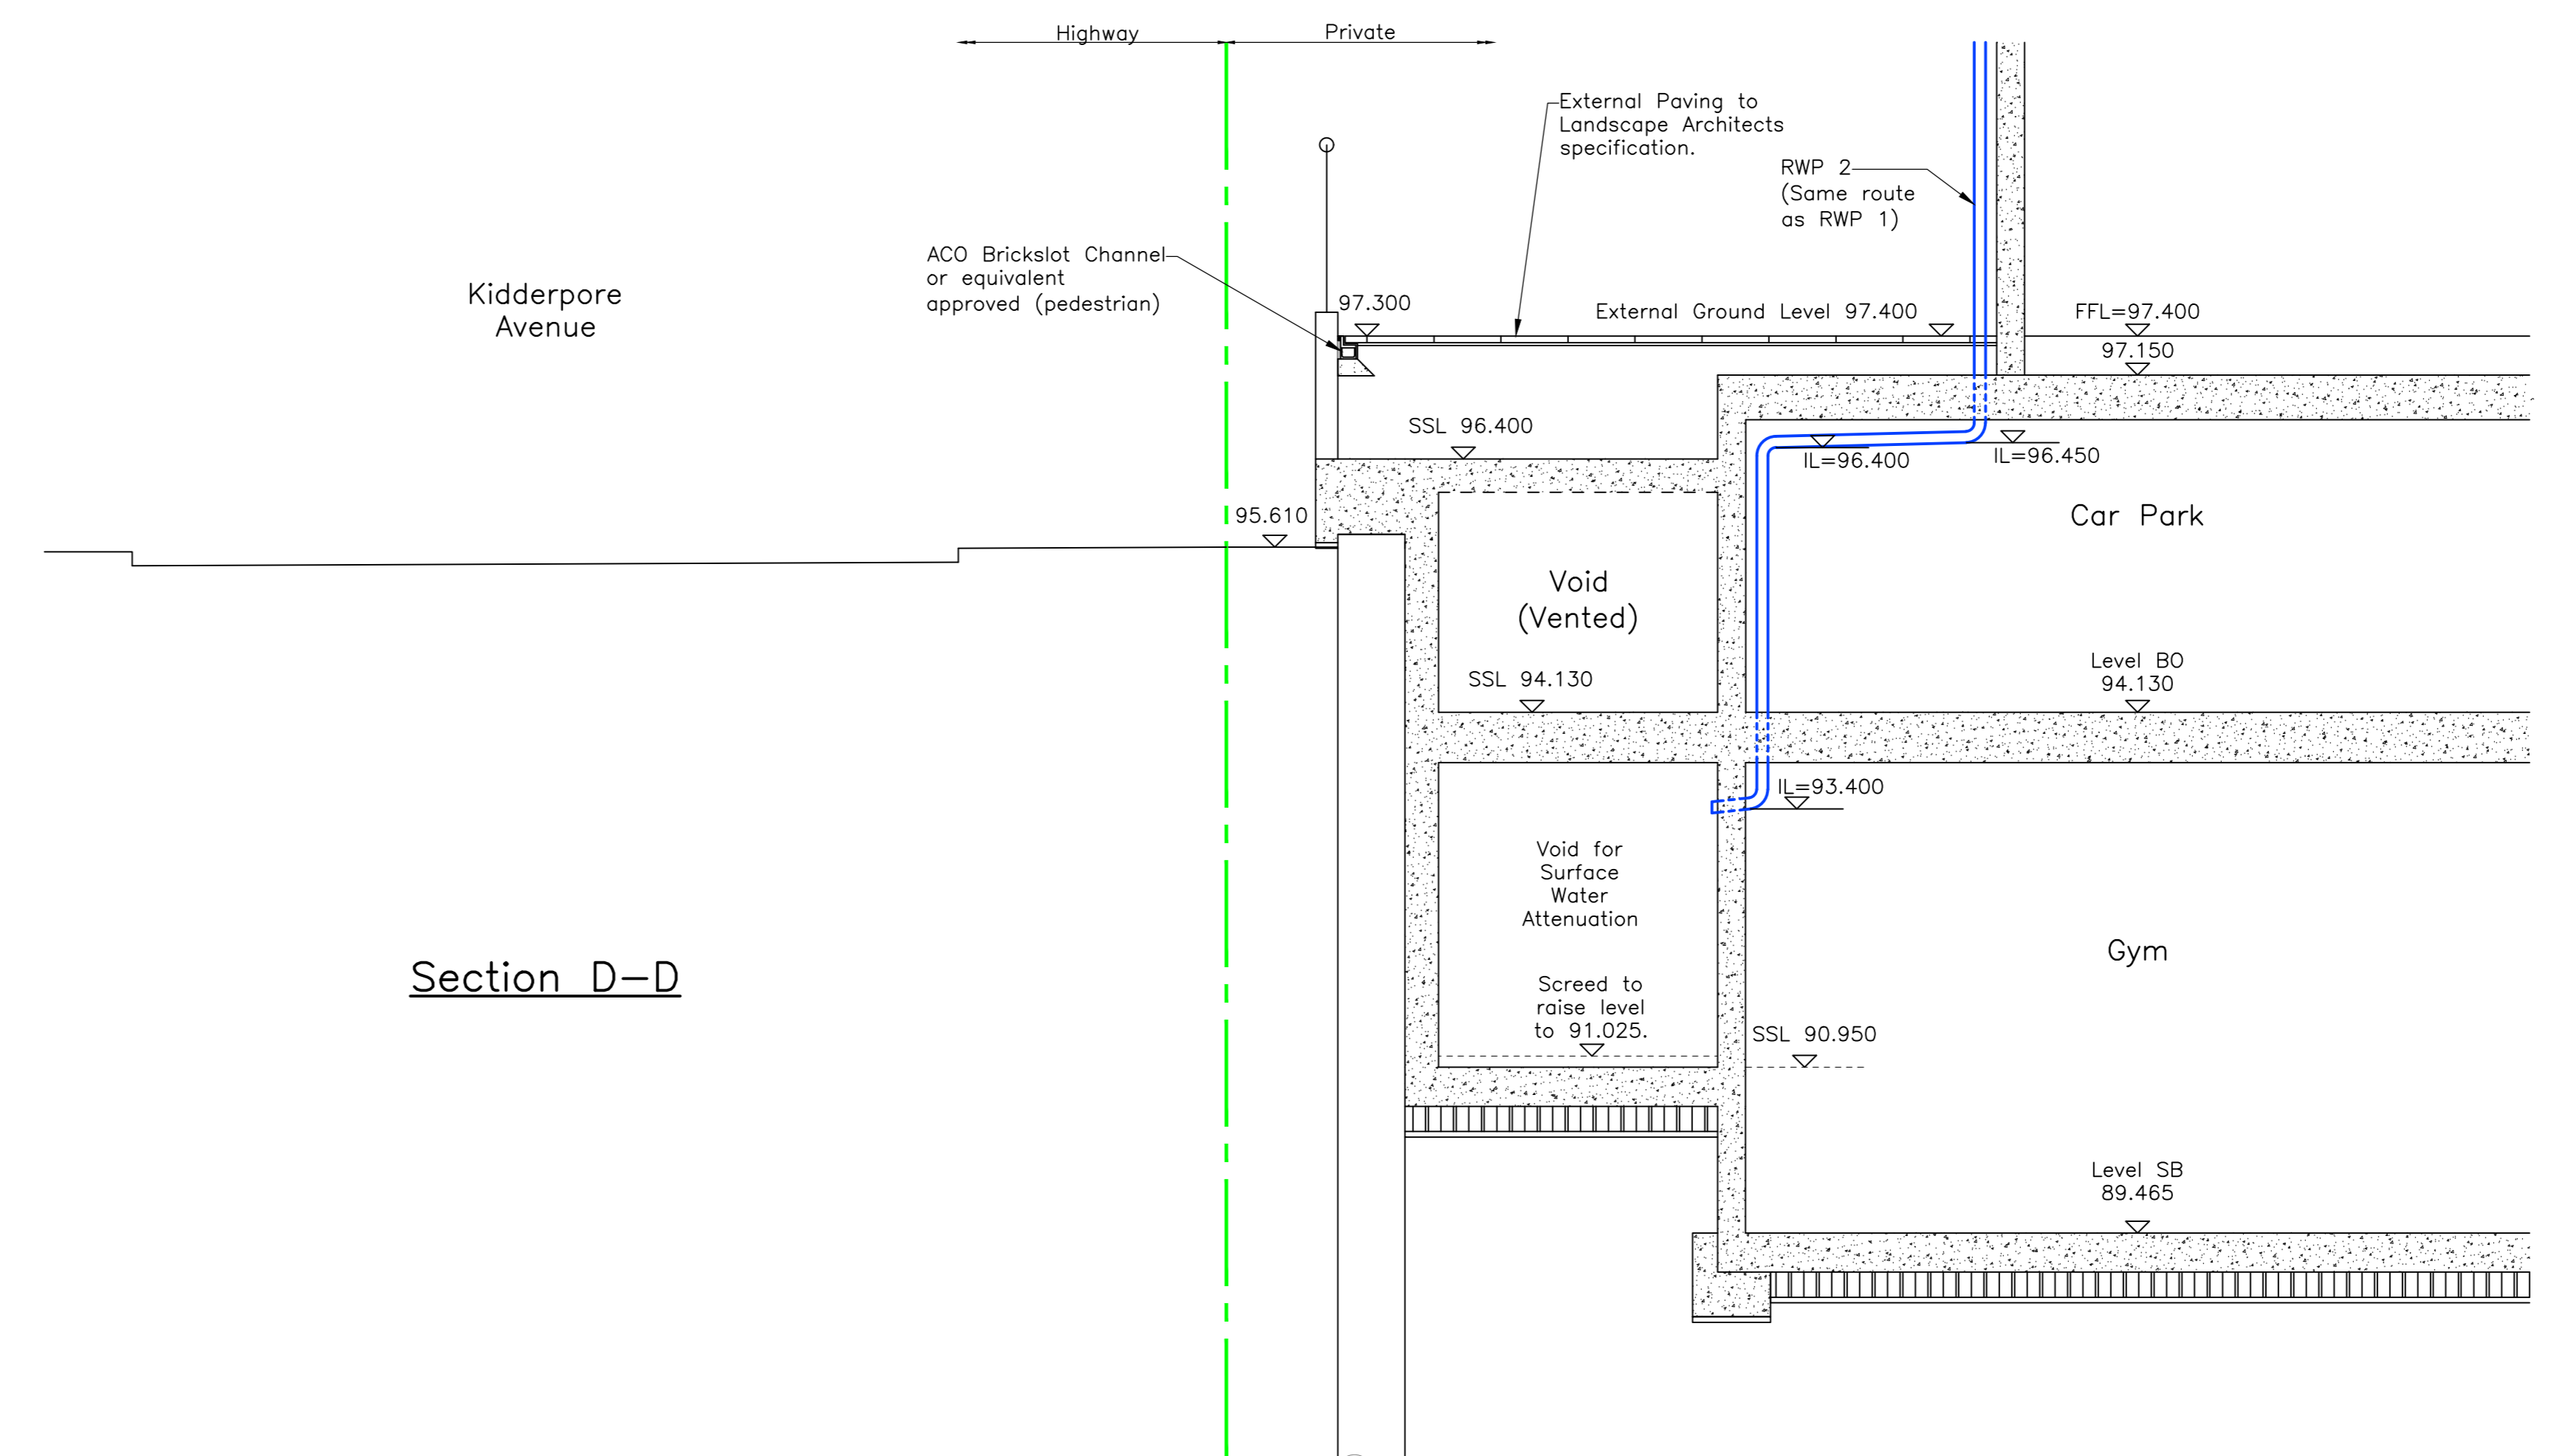 Highway
Private
External Paving to
Landscape Architects
specification.
RWP 2
(Same route
as RWP 1)
ACO Brickslot Channel
or equivalent
approved (pedestrian)
Kidderpore
Avenue
97.300
External Ground Level 97.400
FFL=97.400
97.150
SSL 96.400
IL=96.400
IL=96.450
95.610
Car Park
Void
(Vented)
SSL 94.130
Level B0
94.130
IL=93.400
Void for
Surface
Water
Attenuation
Section D-D
Gym
Screed to
raise level
to 91.025.
SSL 90.950
Level SB
89.465